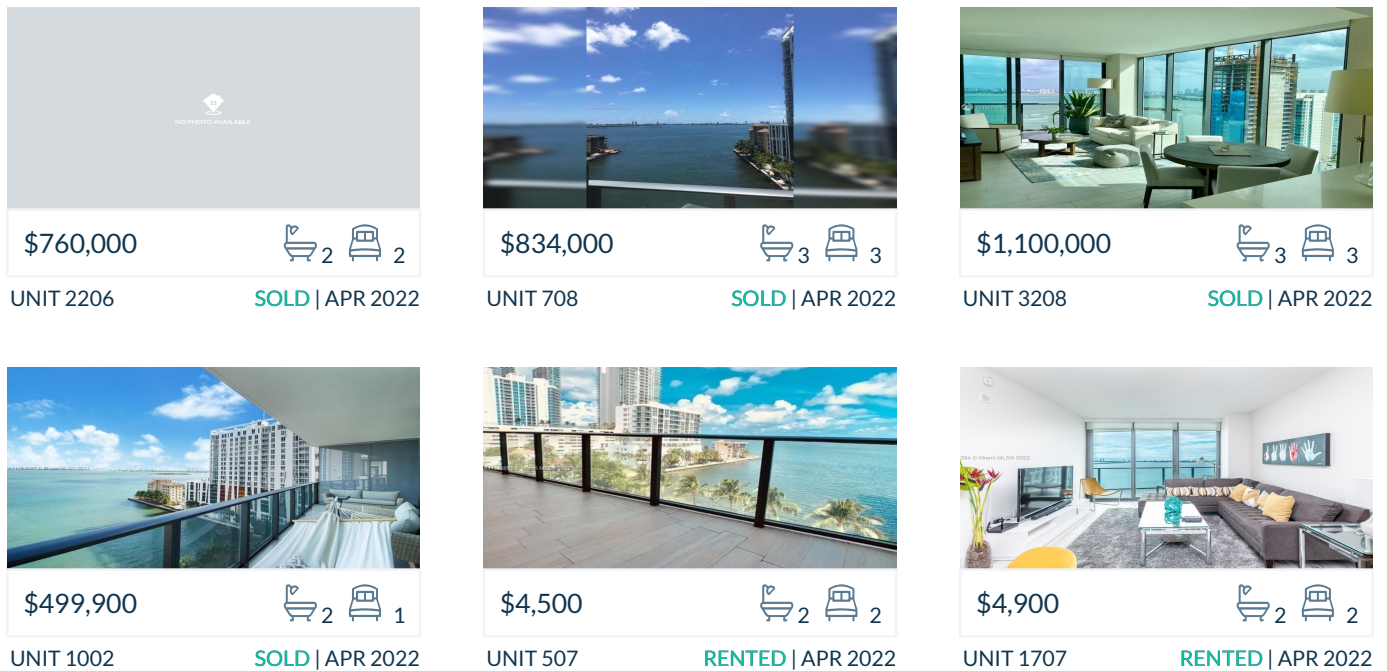 NO PHOTO AVAILABLE
$760,000 2 2
UNIT 2206 SOLD | APR 2022
$834,000 3 3
UNIT 708 SOLD | APR 2022
$1,100,000 3 3
UNIT 3208 SOLD | APR 2022
$499,900 2 1
UNIT 1002 SOLD | APR 2022
$4,500 2 2
UNIT 507 RENTED | APR 2022
Miami MLS® 2022
$4,900 2 2
UNIT 1707 RENTED | APR 2022